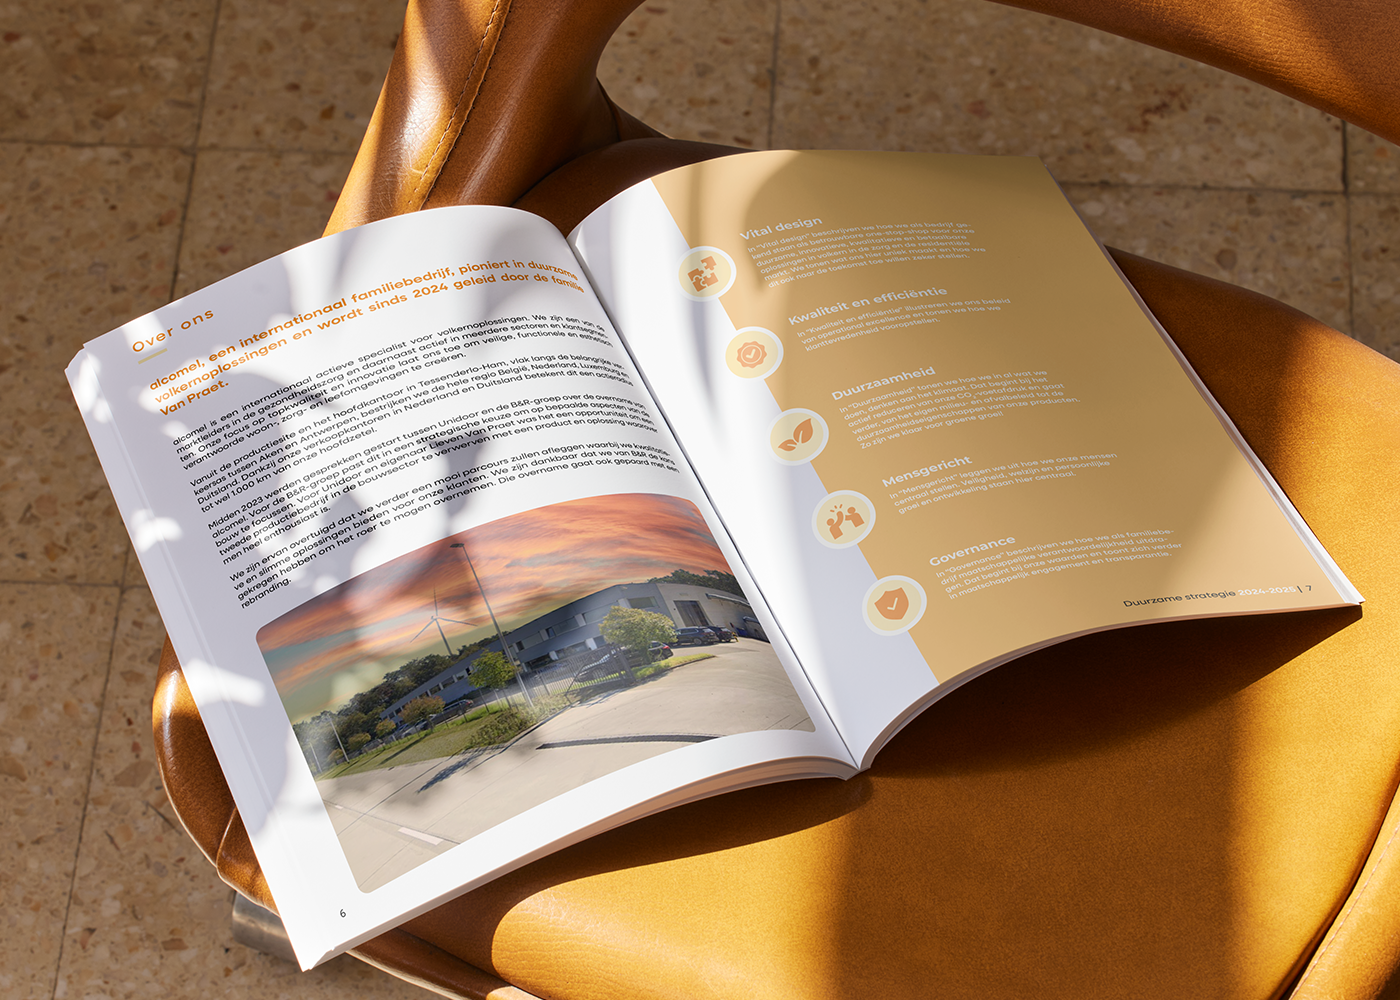 Over ons
alcomel, een internationaal familiebedrijf, pioniert in duurzame
volkernoplossingen en wordt sinds 2024 geleid door de familie
Van Praet.
alcomel is een internationaal actieve specialist voor volkernoplossingen. We zijn een van de
marktleiders in de gezondheidszorg en daarnaast actief in meerdere sectoren en klantsegmen-
ten. Onze focus op topkwaliteit en innovatie laat ons toe om veilige, functionele en esthetisch
verantwoorde woon-, zorg- en leefomgevingen te creëren.
Vanuit de productiesite en het hoofdkantoor in Tessenderlo-Ham, vlak langs de belangrijke ver-
keersas tussen Aken en Antwerpen, bestrijken we de hele regio België, Nederland, Luxemburg en
Duitsland. Dankzij onze verkoopkantoren in Nederland en Duitsland betekent dit een actieradius
tot wel 1.000 km van onze hoofdzetel.
Midden 2023 werden gesprekken gestart tussen Unidoor en de B&R-groep over de overname van
alcomel. Voor de B&R-groep past dit in een strategische keuze om op bepaalde aspecten van de
bouw te focussen. Voor Unidoor en eigenaar Lieven Van Praet was het een opportuniteit om een
tweede productiebedrijf in de bouwsector te verwerven met een product en oplossing waarover
men heel enthousiast is.
We zijn ervan overtuigd dat we verder een mooi parcours zullen afleggen waarbij we kwalitatie-
ve en slimme oplossingen bieden voor onze klanten. We zijn dankbaar dat we van B&R de kans
gekregen hebben om het roer te mogen overnemen. Die overname gaat ook gepaard met een
rebranding.
6
Vital design
In "Vital design" beschrijven we hoe we als bedrijf ge-
kend staan als betrouwbare one-stop-shop voor onze
duurzame, innovatieve, kwalitatieve en betaalbare
oplossingen in volkern in de zorg en de residentiële
markt. We tonen wat ons hier uniek maakt en hoe we
dit ook naar de toekomst toe willen zeker stellen.
Kwaliteit en efficiëntie
In "Kwaliteit en efficiëntie" illustreren we ons beleid
van operational excellence en tonen we hoe we
klanttevredenheid vooropstellen.
Duurzaamheid
In "Duurzaamheid" tonen we hoe we in al wat we
doen, denken aan het klimaat. Dat begint bij het
actief reduceren van onze CO₂-voetafdruk en gaat
verder, van eigen milieu- en afvalbeleid tot de
duurzaamheidseigenschappen van onze producten.
Zo zijn we klaar voor groene groei!
Mensgericht
In "Mensgericht" leggen we uit hoe we onze mensen
centraal stellen. Veiligheid, welzijn en persoonlijke
groei en ontwikkeling staan hier centraal.
Governance
In "Governance" beschrijven we hoe we als familiebe-
drijf maatschappelijke verantwoordelijkheid uitdra-
gen. Dat begint bij onze waarden en toont zich verder
in maatschappelijk engagement en transparantie.
Duurzame strategie 2024-2025 | 7